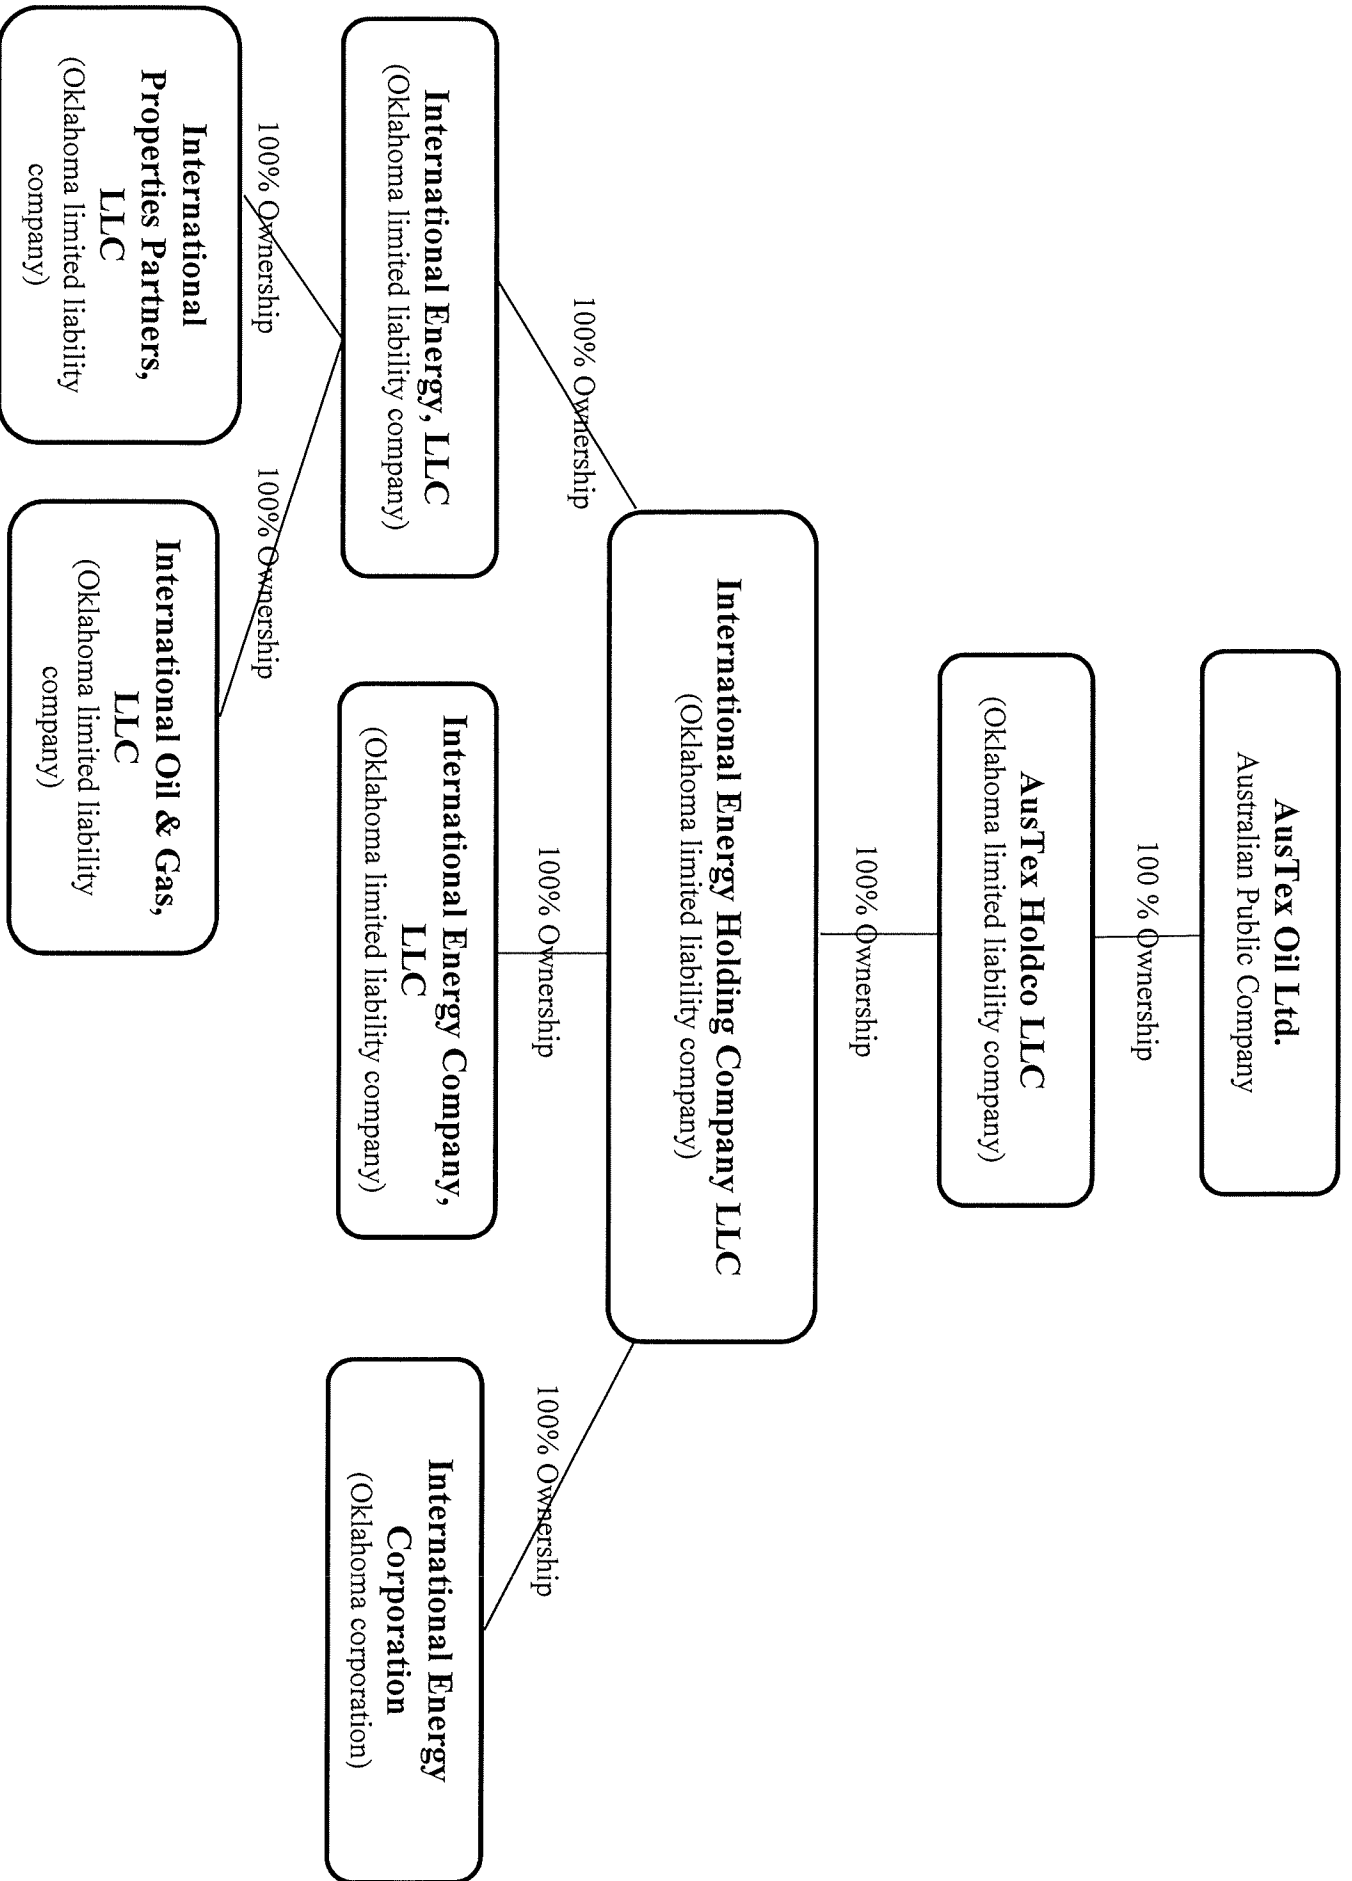 AusTex Oil Ltd.
Australian Public Company
100 % Ownership
AusTex Holdco LLC
(Oklahoma limited liability company)
100% Ownership
International Energy Holding Company LLC
(Oklahoma limited liability company)
100% Ownership
100% Ownership
100% Ownership
International Energy, LLC
(Oklahoma limited liability company)
International Energy Company,
LLC
(Oklahoma limited liability company)
International Energy
Corporation
(Oklahoma corporation)
100% Ownership
100% Ownership
International
Properties Partners,
LLC
(Oklahoma limited liability
company)
International Oil & Gas,
LLC
(Oklahoma limited liability
company)